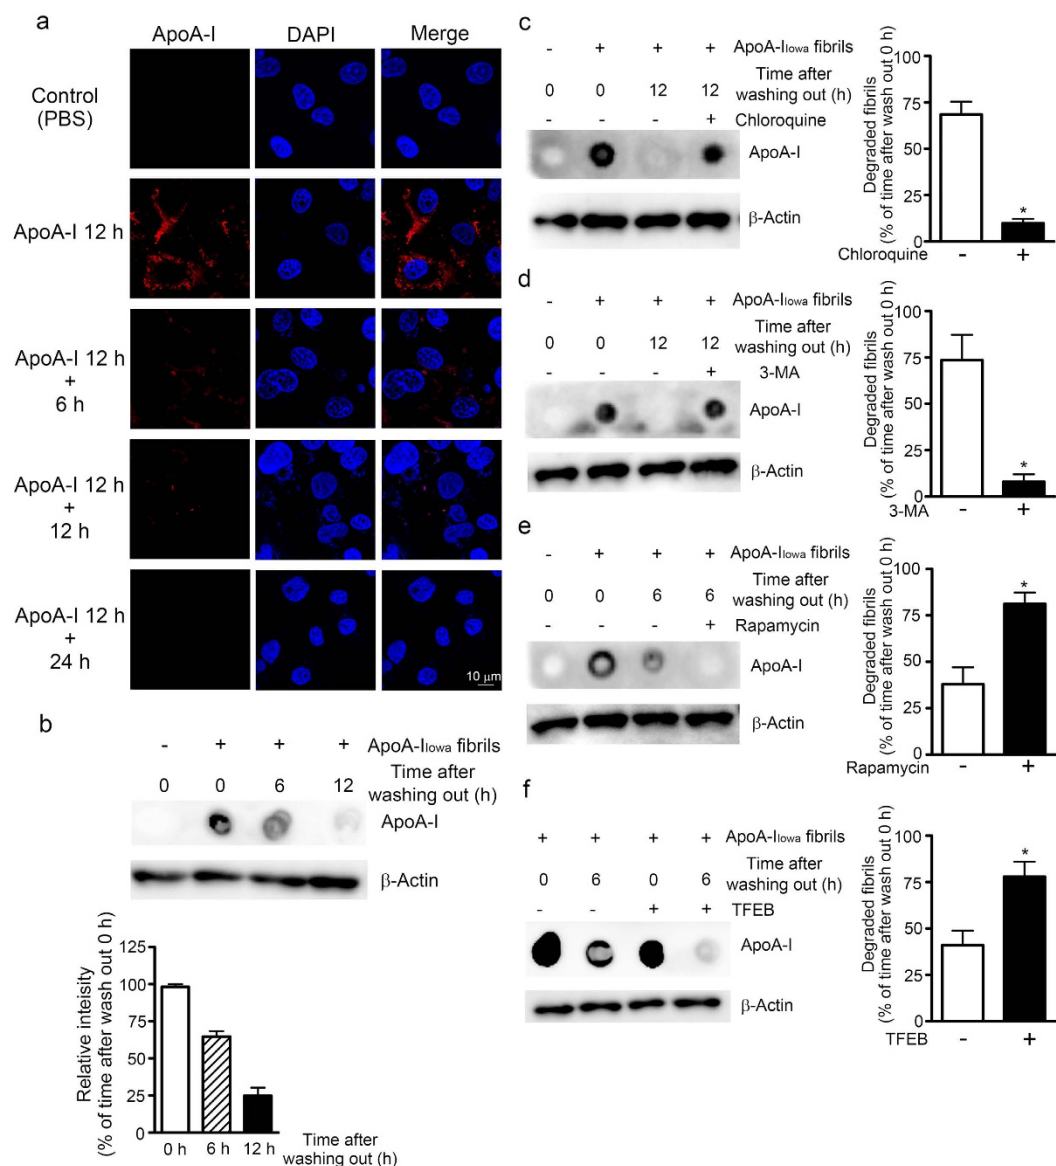 a
ApoA-I DAPI Merge
Control
(PBS)
ApoA-I 12 h
ApoA-I 12 h
+
6 h
ApoA-I 12 h
+
12 h
ApoA-I 12 h
+
24 h
10 μm
b
- + + + ApoA-IIowa fibrils
0 0 6 12 Time after
washing out (h)
ApoA-I
β-Actin
Relative inteisity
(% of time after wash out 0 h)
125
100
75
50
25
0
0 h 6 h 12 h Time after
washing out (h)
c
- + + + ApoA-IIowa fibrils
0 0 12 12 Time after
washing out (h)
- - - + Chloroquine
ApoA-I
β-Actin
Degraded fibrils
(% of time after wash out 0 h)
100
75
50
25
0
*
Chloroquine - +
d
- + + + ApoA-IIowa fibrils
0 0 12 12 Time after
washing out (h)
- - - + 3-MA
ApoA-I
β-Actin
Degraded fibrils
(% of time after wash out 0 h)
100
75
50
25
0
*
3-MA - +
e
- + + + ApoA-IIowa fibrils
0 0 6 6 Time after
washing out (h)
- - - + Rapamycin
ApoA-I
β-Actin
Degraded fibrils
(% of time after wash out 0 h)
100
75
50
25
0
*
Rapamycin - +
f
+ + + + ApoA-IIowa fibrils
0 6 0 6 Time after
washing out (h)
- - + + TFEB
ApoA-I
β-Actin
Degraded fibrils
(% of time after wash out 0 h)
100
75
50
25
0
*
TFEB - +